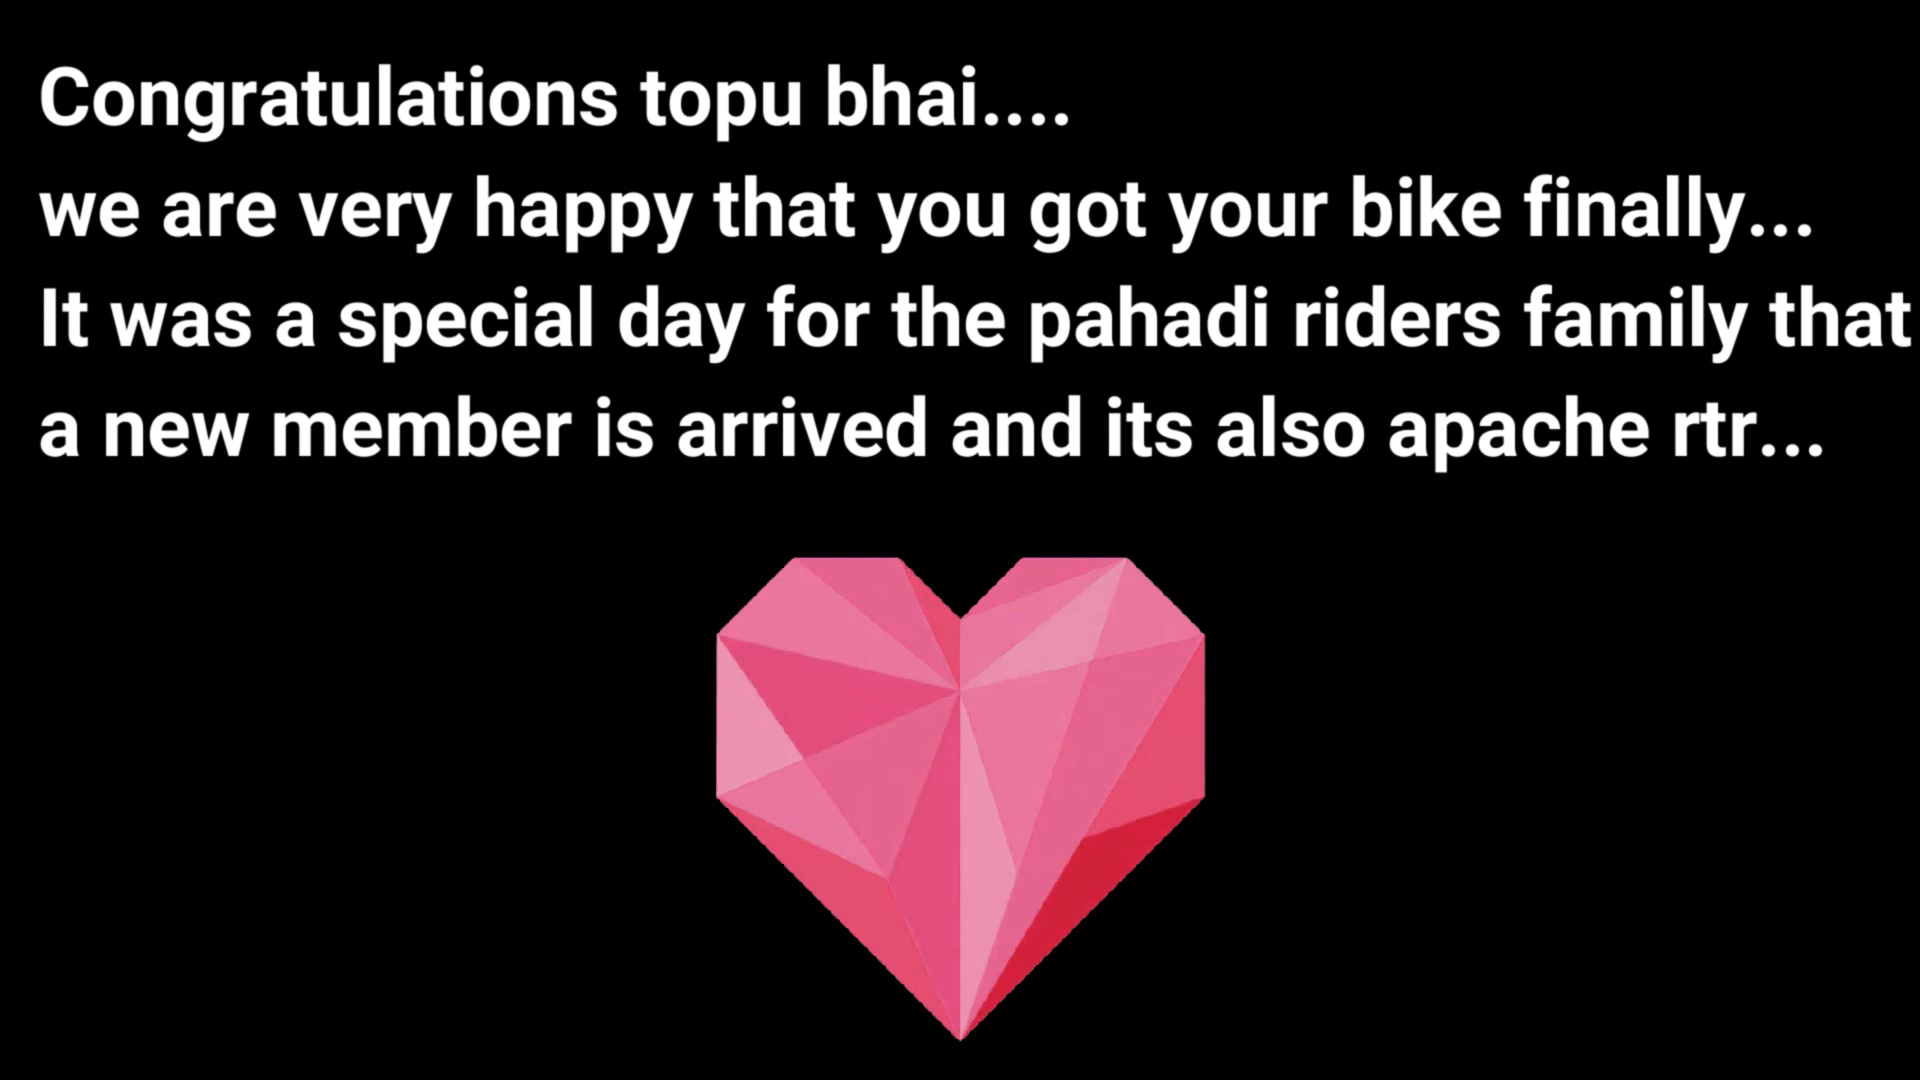 Congratulations topu bhai....
we are very happy that you got your bike finally...
It was a special day for the pahadi riders family that
a new member is arrived and its also apache rtr...